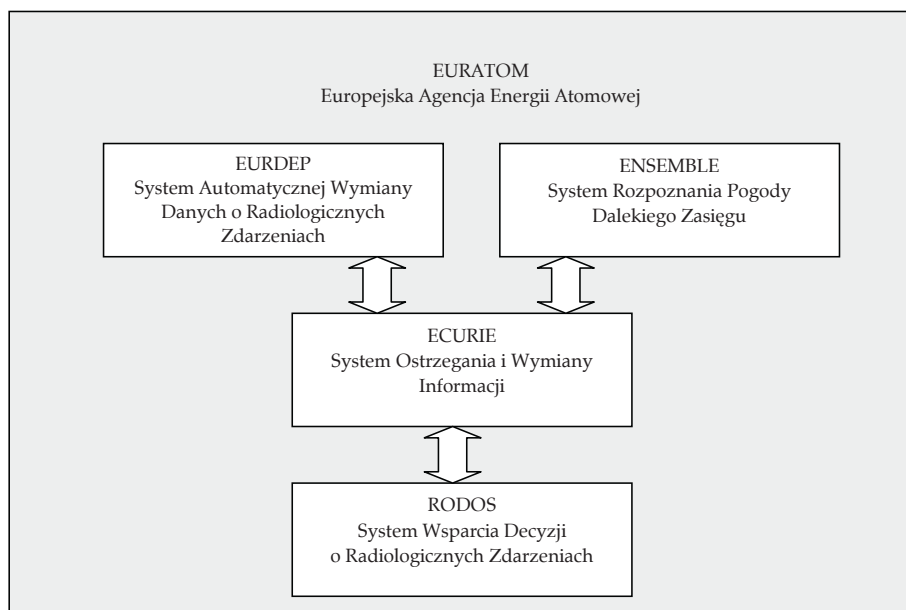 EURATOM
Europejska Agencja Energii Atomowej
EURDEP
System Automatycznej Wymiany
Danych o Radiologicznych
Zdarzeniach
ENSEMBLE
System Rozpoznania Pogody
Dalekiego Zasięgu
ECURIE
System Ostrzegania i Wymiany
Informacji
RODOS
System Wsparcia Decyzji
o Radiologicznych Zdarzeniach